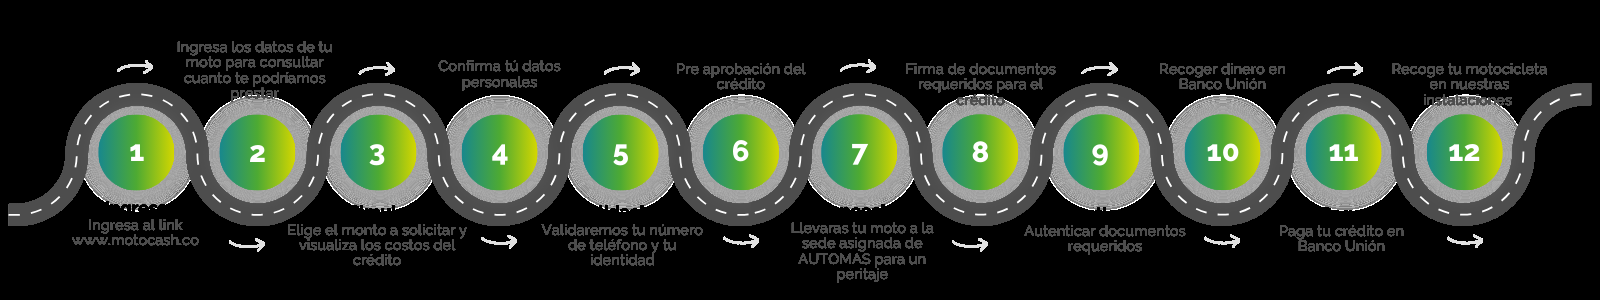 1
Ingresa al link
www.motocash.co
2
Ingresa los datos de tu
moto para consultar
cuanto te podríamos
prestar
3
Elige el monto a solicitar y
visualiza los costos del
crédito
4
Confirma tú datos
personales
5
Validaremos tu número
de teléfono y tu
identidad
6
Pre aprobación del
crédito
7
Llevaras tu moto a la
sede asignada de
AUTOMAS para un
peritaje
8
Firma de documentos
requeridos para el
crédito
9
Autenticar documentos
requeridos
10
Recoger dinero en
Banco Unión
11
Paga tu crédito en
Banco Unión
12
Recoge tu motocicleta
en nuestras
instalaciones